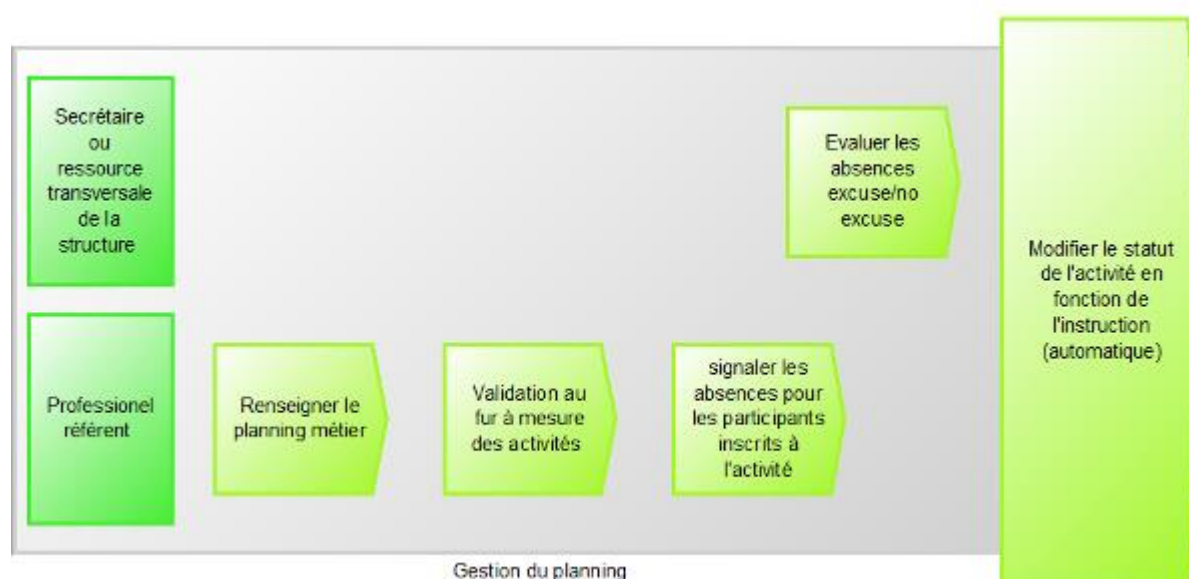 Secrétaire
ou
ressource
transversale
de la
structure
Evaluer les
absences
excuse/no
excuse
Modifier le statut
de l'activité en
fonction de
l'instruction
(automatique)
Professionel
référent
Renseigner le
planning métier
Validation au
fur à mesure
des activités
signaler les
absences pour
les participants
inscrits à
l'activité
Gestion du planning